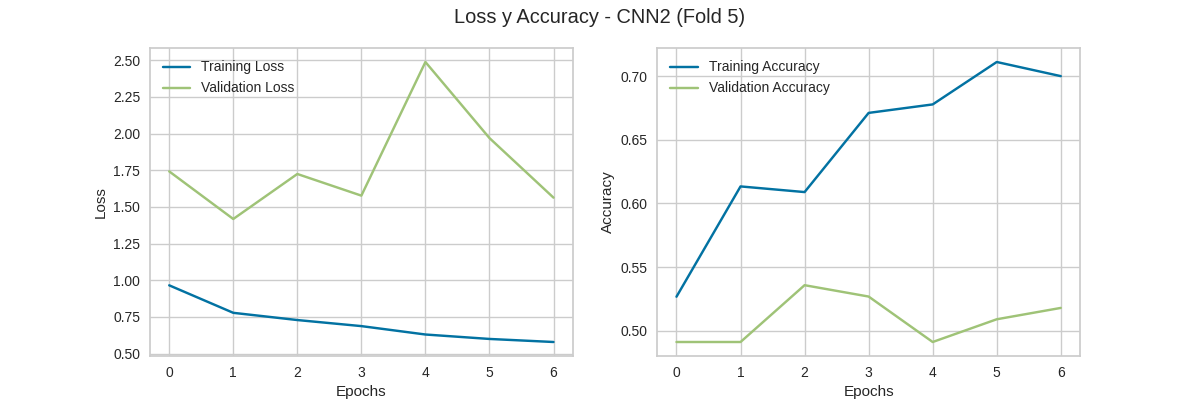 Loss y Accuracy - CNN2 (Fold 5)
2.50
2.25
2.00
1.75
1.50
1.25
1.00
0.75
0.50
Loss
Training Loss
Validation Loss
0 1 2 3 4 5 6
Epochs
0.70
0.65
0.60
0.55
0.50
Accuracy
Training Accuracy
Validation Accuracy
0 1 2 3 4 5 6
Epochs